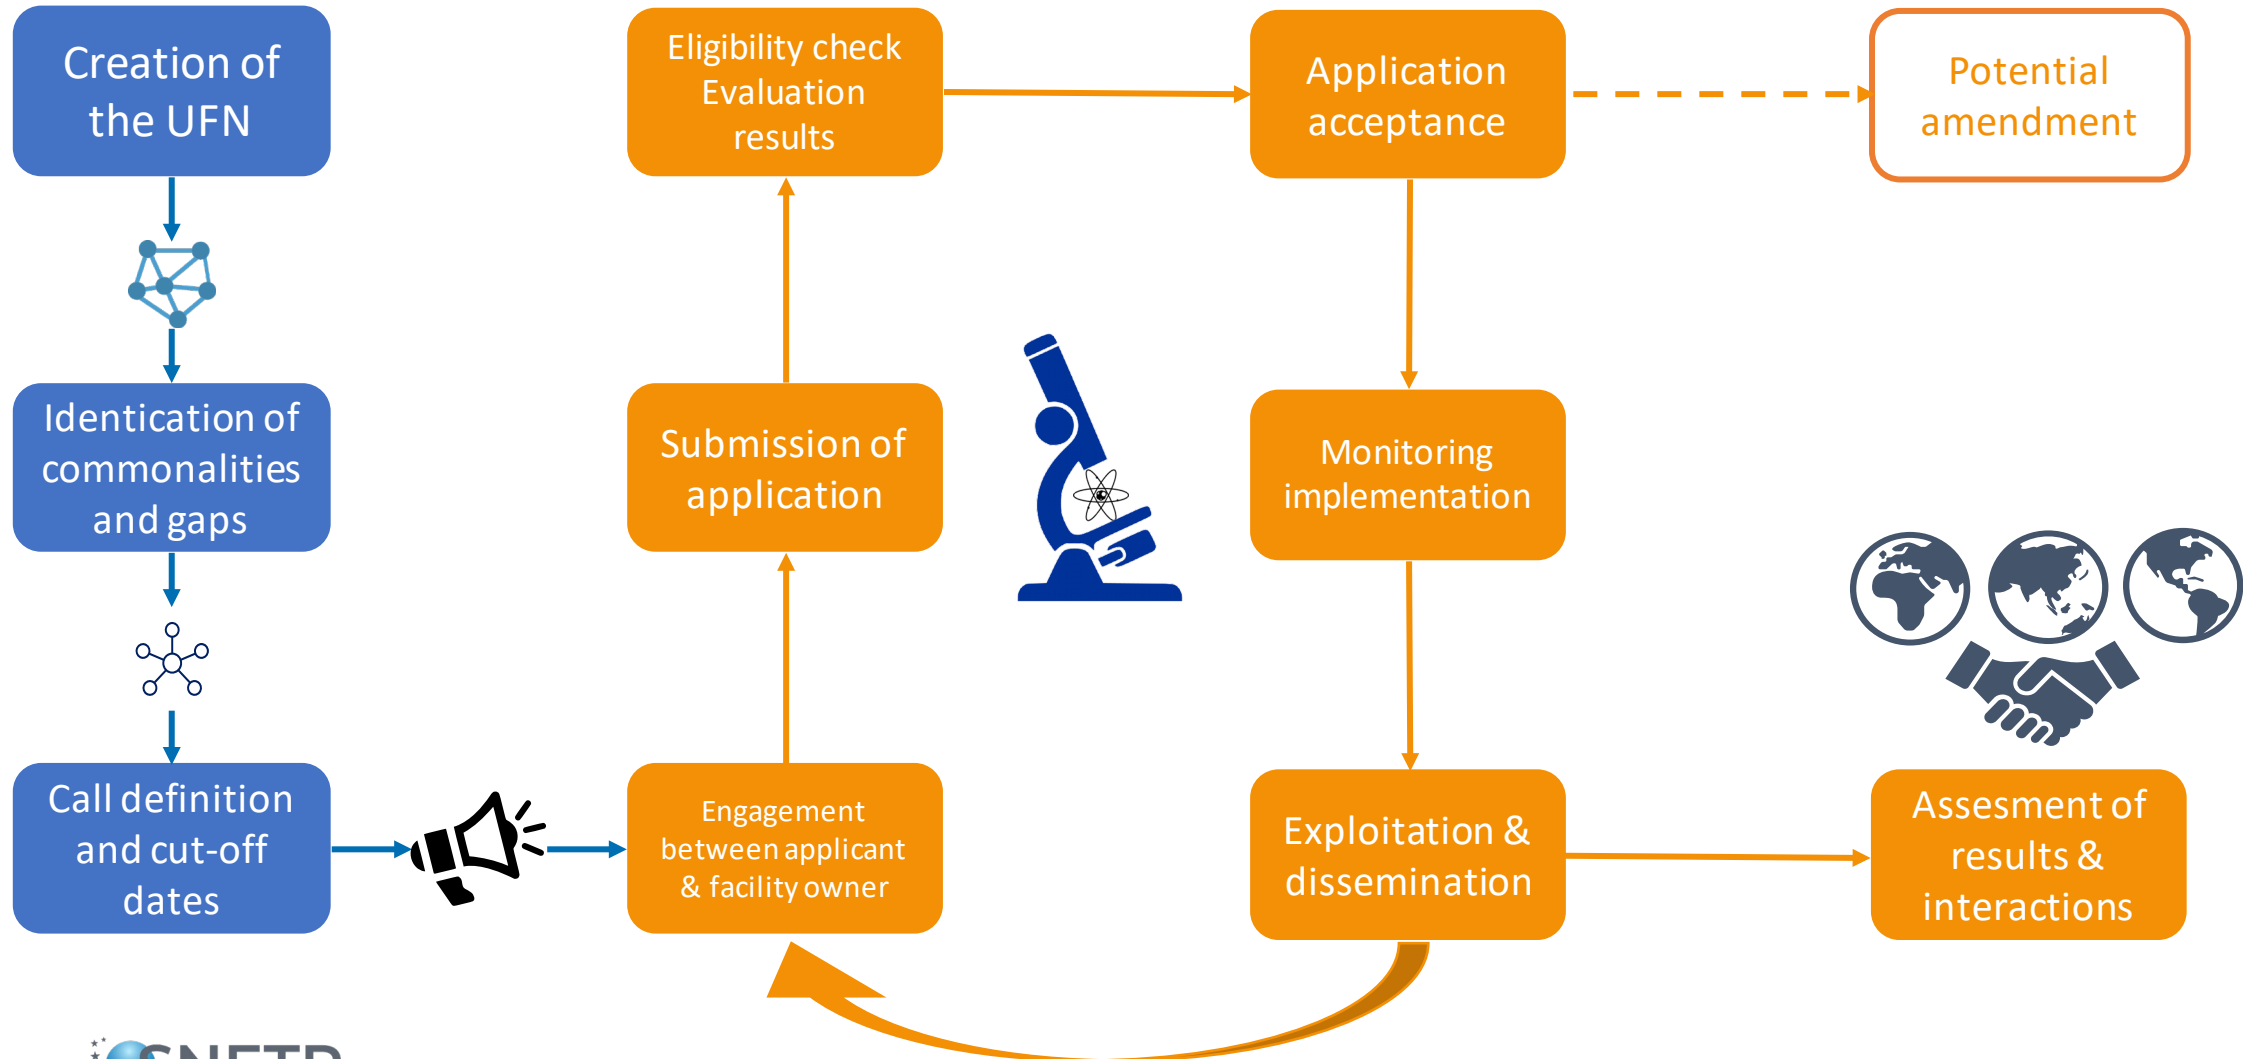 Creation of
the UFN
Identication of
commonalities
and gaps
Call definition
and cut-off
dates
Engagement
between applicant
& facility owner
Submission of
application
Eligibility check
Evaluation
results
Application
acceptance
Potential
amendment
Monitoring
implementation
Exploitation &
dissemination
Assesment of
results &
interactions
SNETP